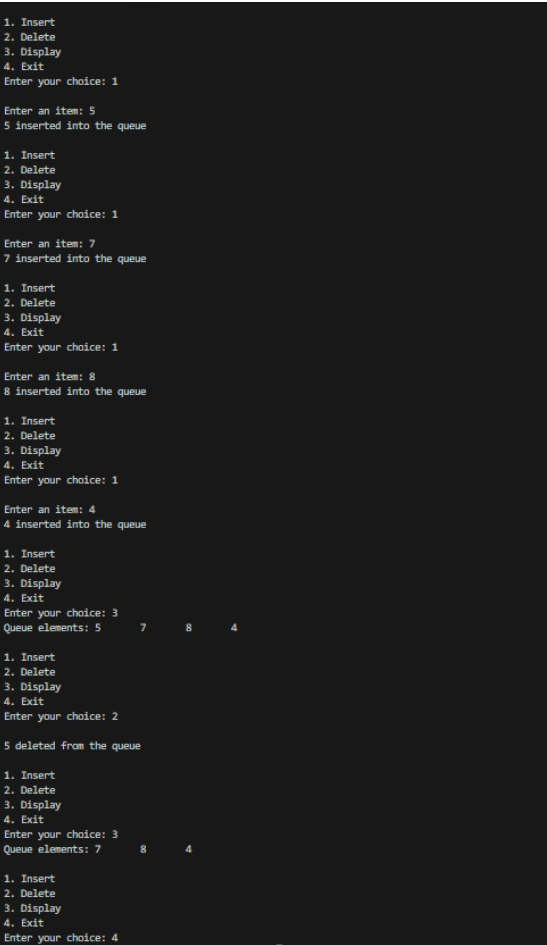 1. Insert
2. Delete
3. Display
4. Exit
Enter your choice: 1
Enter an item: 5
5 inserted into the queue
1. Insert
2. Delete
3. Display
4. Exit
Enter your choice: 1
Enter an item: 7
7 inserted into the queue
1. Insert
2. Delete
3. Display
4. Exit
Enter your choice: 1
Enter an item: 8
8 inserted into the queue
1. Insert
2. Delete
3. Display
4. Exit
Enter your choice: 1
Enter an item: 4
4 inserted into the queue
1. Insert
2. Delete
3. Display
4. Exit
Enter your choice: 3
Queue elements: 5 7 8 4
1. Insert
2. Delete
3. Display
4. Exit
Enter your choice: 2
5 deleted from the queue
1. Insert
2. Delete
3. Display
4. Exit
Enter your choice: 3
Queue elements: 7 8 4
1. Insert
2. Delete
3. Display
4. Exit
Enter your choice: 4